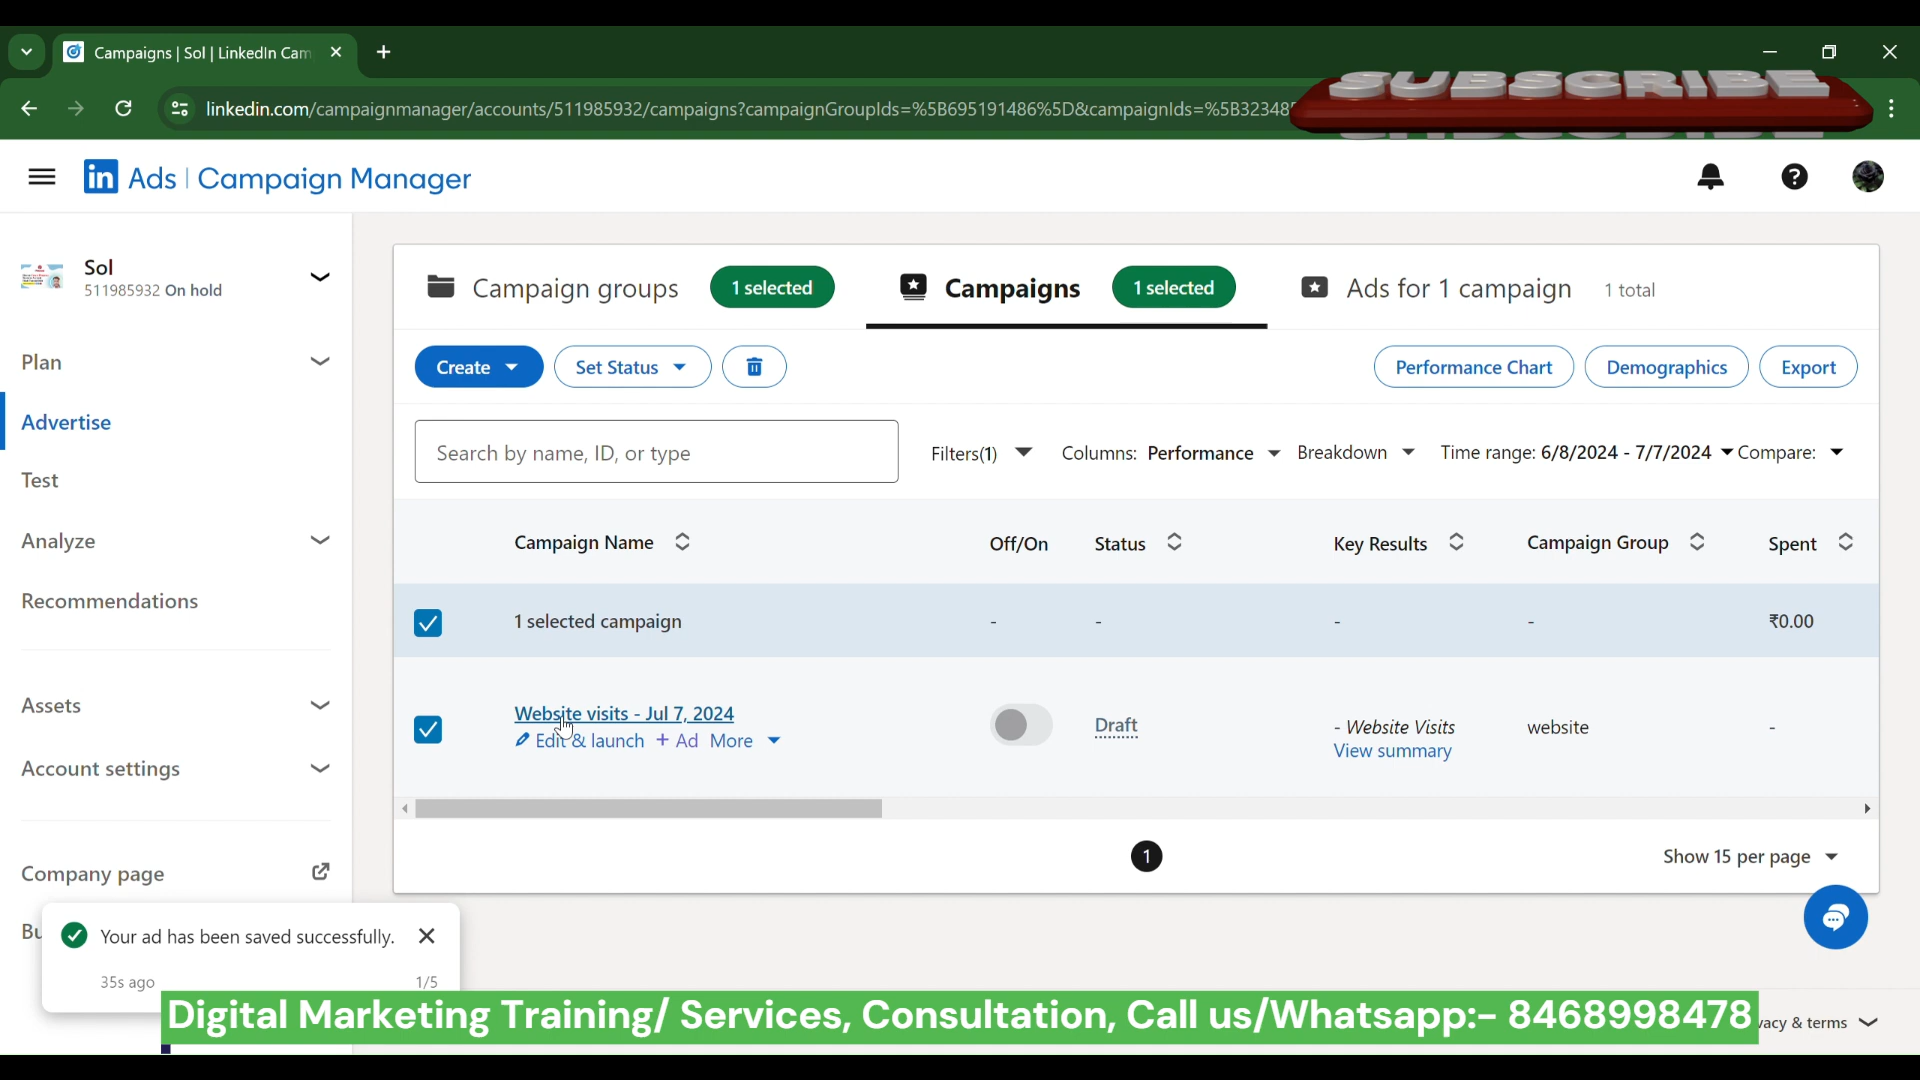 Campaigns | Sol | LinkedIn Cam
SUBSCRIBE
linkedin.com/campaignmanager/accounts/511985932/campaigns?campaignGroupIds=%5B695191486%5D&campaignIds=%5B32348
in Ads | Campaign Manager
Sol
511985932 On hold
Plan
Advertise
Test
Analyze
Recommendations
Assets
Account settings
Company page
Bu
Campaign groups 1 selected Campaigns 1 selected Ads for 1 campaign 1 total
Create Set Status Performance Chart Demographics Export
Search by name, ID, or type Filters(1) Columns: Performance Breakdown Time range: 6/8/2024 - 7/7/2024 Compare:
Campaign Name Off/On Status Key Results Campaign Group Spent
1 selected campaign - - - - ₹0.00
Website visits - Jul 7, 2024 Draft - Website Visits website -
Edit & launch + Ad More View summary
1 Show 15 per page
Your ad has been saved successfully.
35s ago 1/5
Digital Marketing Training/ Services, Consultation, Call us/Whatsapp:- 8468998478
vacy & terms